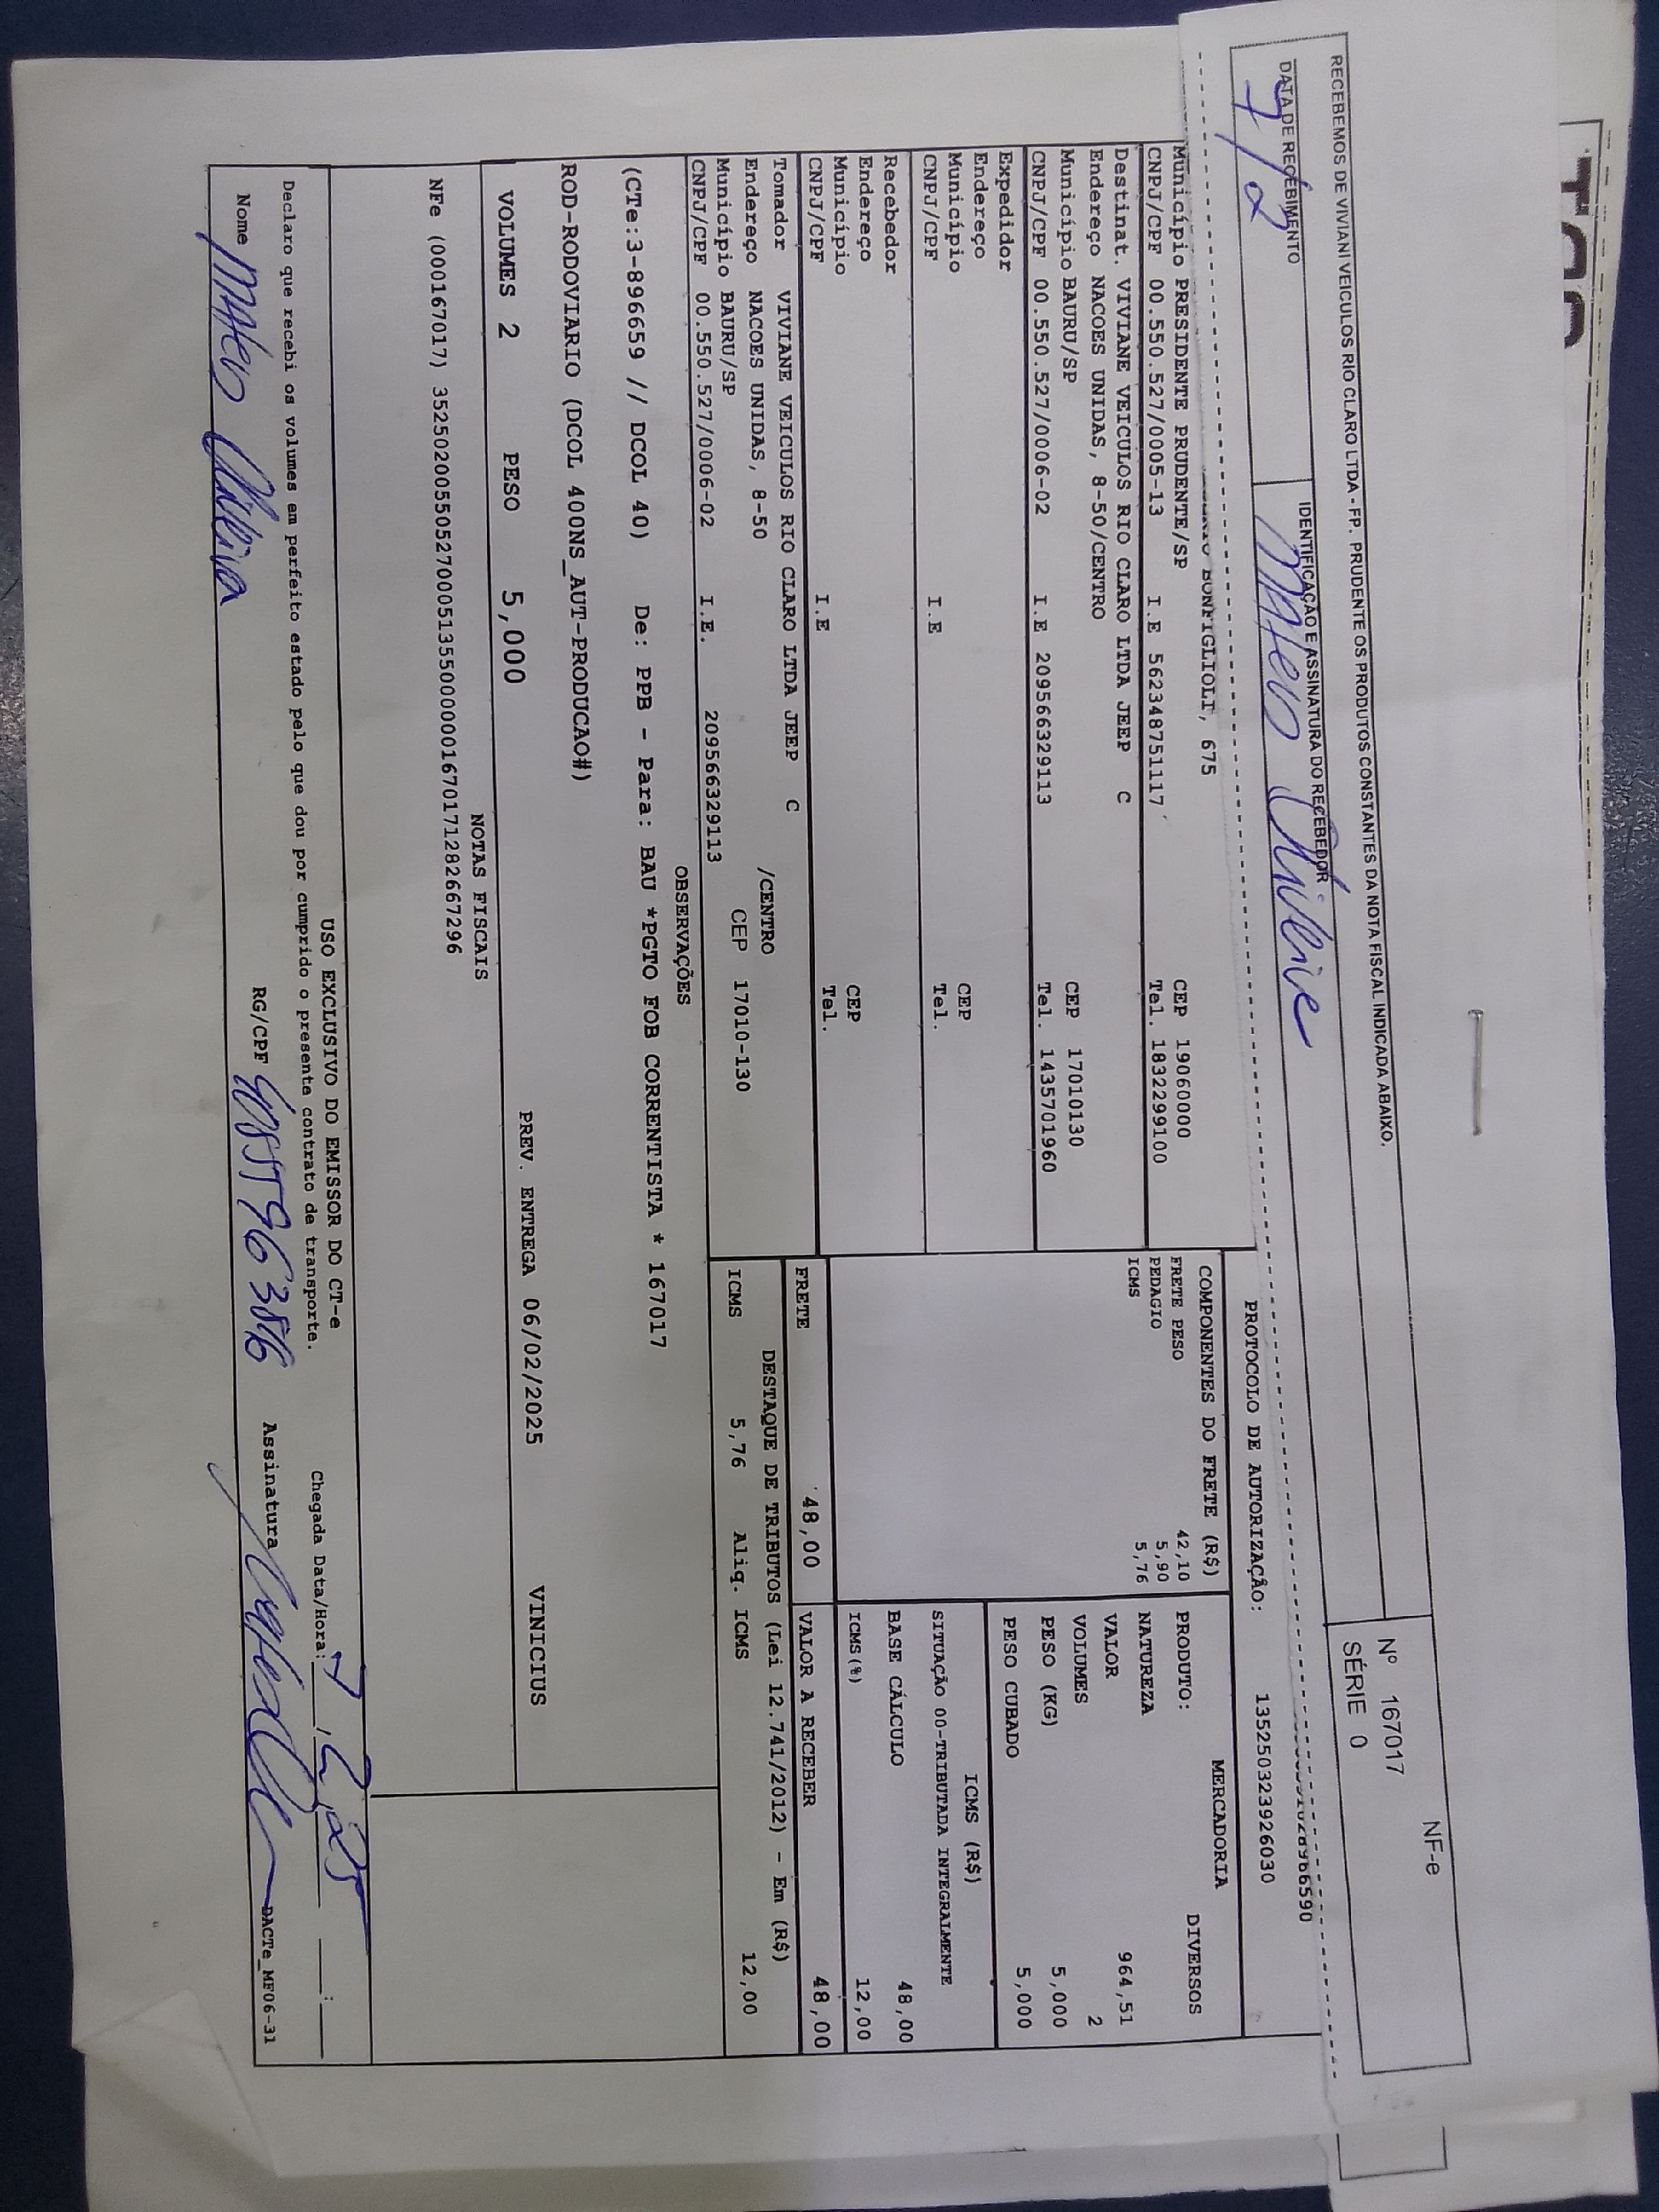 RECEBEMOS DE VIVIANI VEICULOS RIO CLARO LTDA - FP. PRUDENTE OS PRODUTOS CONSTANTES DA NOTA FISCAL INDICADA ABAIXO.
NF-e
Nº 167017
SÉRIE 0
DATA DE RECEBIMENTO
7/2
IDENTIFICAÇÃO E ASSINATURA DO RECEBEDOR
PROTOCOLO DE AUTORIZAÇÃO: 135250323926030
BONFIGLIOLI, 675
Município PRESIDENTE PRUDENTE/SP CEP 19060000
CNPJ/CPF 00.550.527/0005-13 I.E 562348751117 Tel. 1832299100
Destinat. VIVIANE VEICULOS RIO CLARO LTDA JEEP C
Endereço NACOES UNIDAS, 8-50/CENTRO
Município BAURU/SP CEP 17010130
CNPJ/CPF 00.550.527/0006-02 I.E 209566329113 Tel. 1435701960
Expedidor
Endereço
Município CEP
CNPJ/CPF I.E Tel.
Recebedor
Endereço
Município CEP
CNPJ/CPF I.E Tel.
Tomador VIVIANE VEICULOS RIO CLARO LTDA JEEP C
Endereço NACOES UNIDAS, 8-50 /CENTRO
Município BAURU/SP CEP 17010-130
CNPJ/CPF 00.550.527/0006-02 I.E. 209566329113
COMPONENTES DO FRETE (R$)
FRETE PESO 42,10
PEDAGIO 5,90
ICMS 5,76
MERCADORIA
PRODUTO: DIVERSOS
NATUREZA
VALOR 964,51
VOLUMES 2
PESO (KG) 5,000
PESO CUBADO 5,000
ICMS (R$)
SITUAÇÃO 00-TRIBUTADA INTEGRALMENTE
BASE CÁLCULO 48,00
ICMS(%) 12,00
FRETE 48,00
VALOR A RECEBER 48,00
DESTAQUE DE TRIBUTOS (Lei 12.741/2012) - Em (R$)
ICMS 5,76 Aliq. ICMS 12,00
OBSERVAÇÕES
(CTe:3-896659 // DCOL 40) De: PPB - Para: BAU *PGTO FOB CORRENTISTA * 167017
ROD-RODOVIARIO (DCOL 400NS_AUT-PRODUCAO#)
VOLUMES 2 PESO 5,000 PREV. ENTREGA 06/02/2025 VINICIUS
NOTAS FISCAIS
NFe (000167017) 35250200550527000513550000001670171282667296
USO EXCLUSIVO DO EMISSOR DO CT-e
Declaro que recebi os volumes em perfeito estado pelo que dou por cumprido o presente contrato de transporte.
Chegada Data/Hora: 7, 2, 25 __:__
Nome RG/CPF Assinatura
DACTe_MF06-31